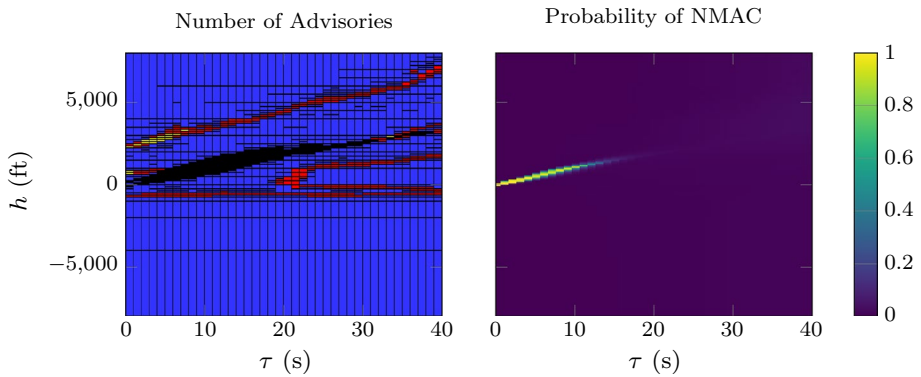 Number of Advisories
Probability of NMAC
5,000
0
−5,000
h (ft)
0 10 20 30 40
τ (s)
0 10 20 30 40
τ (s)
1
0.8
0.6
0.4
0.2
0